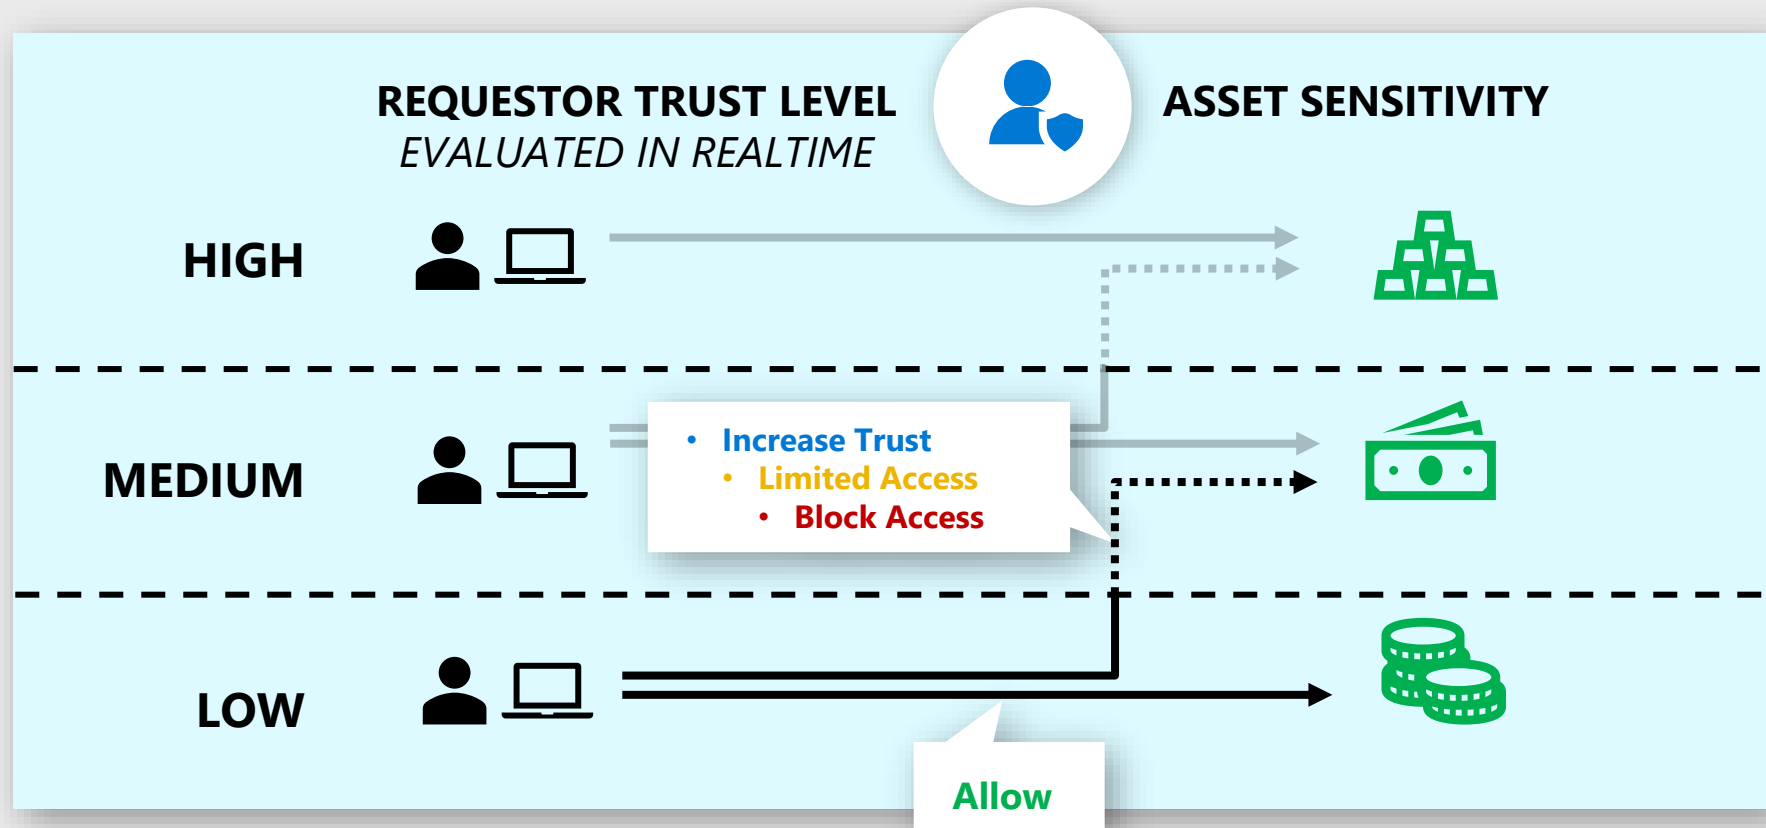 REQUESTOR TRUST LEVEL
EVALUATED IN REALTIME
ASSET SENSITIVITY
HIGH
MEDIUM
• Increase Trust
• Limited Access
• Block Access
LOW
Allow